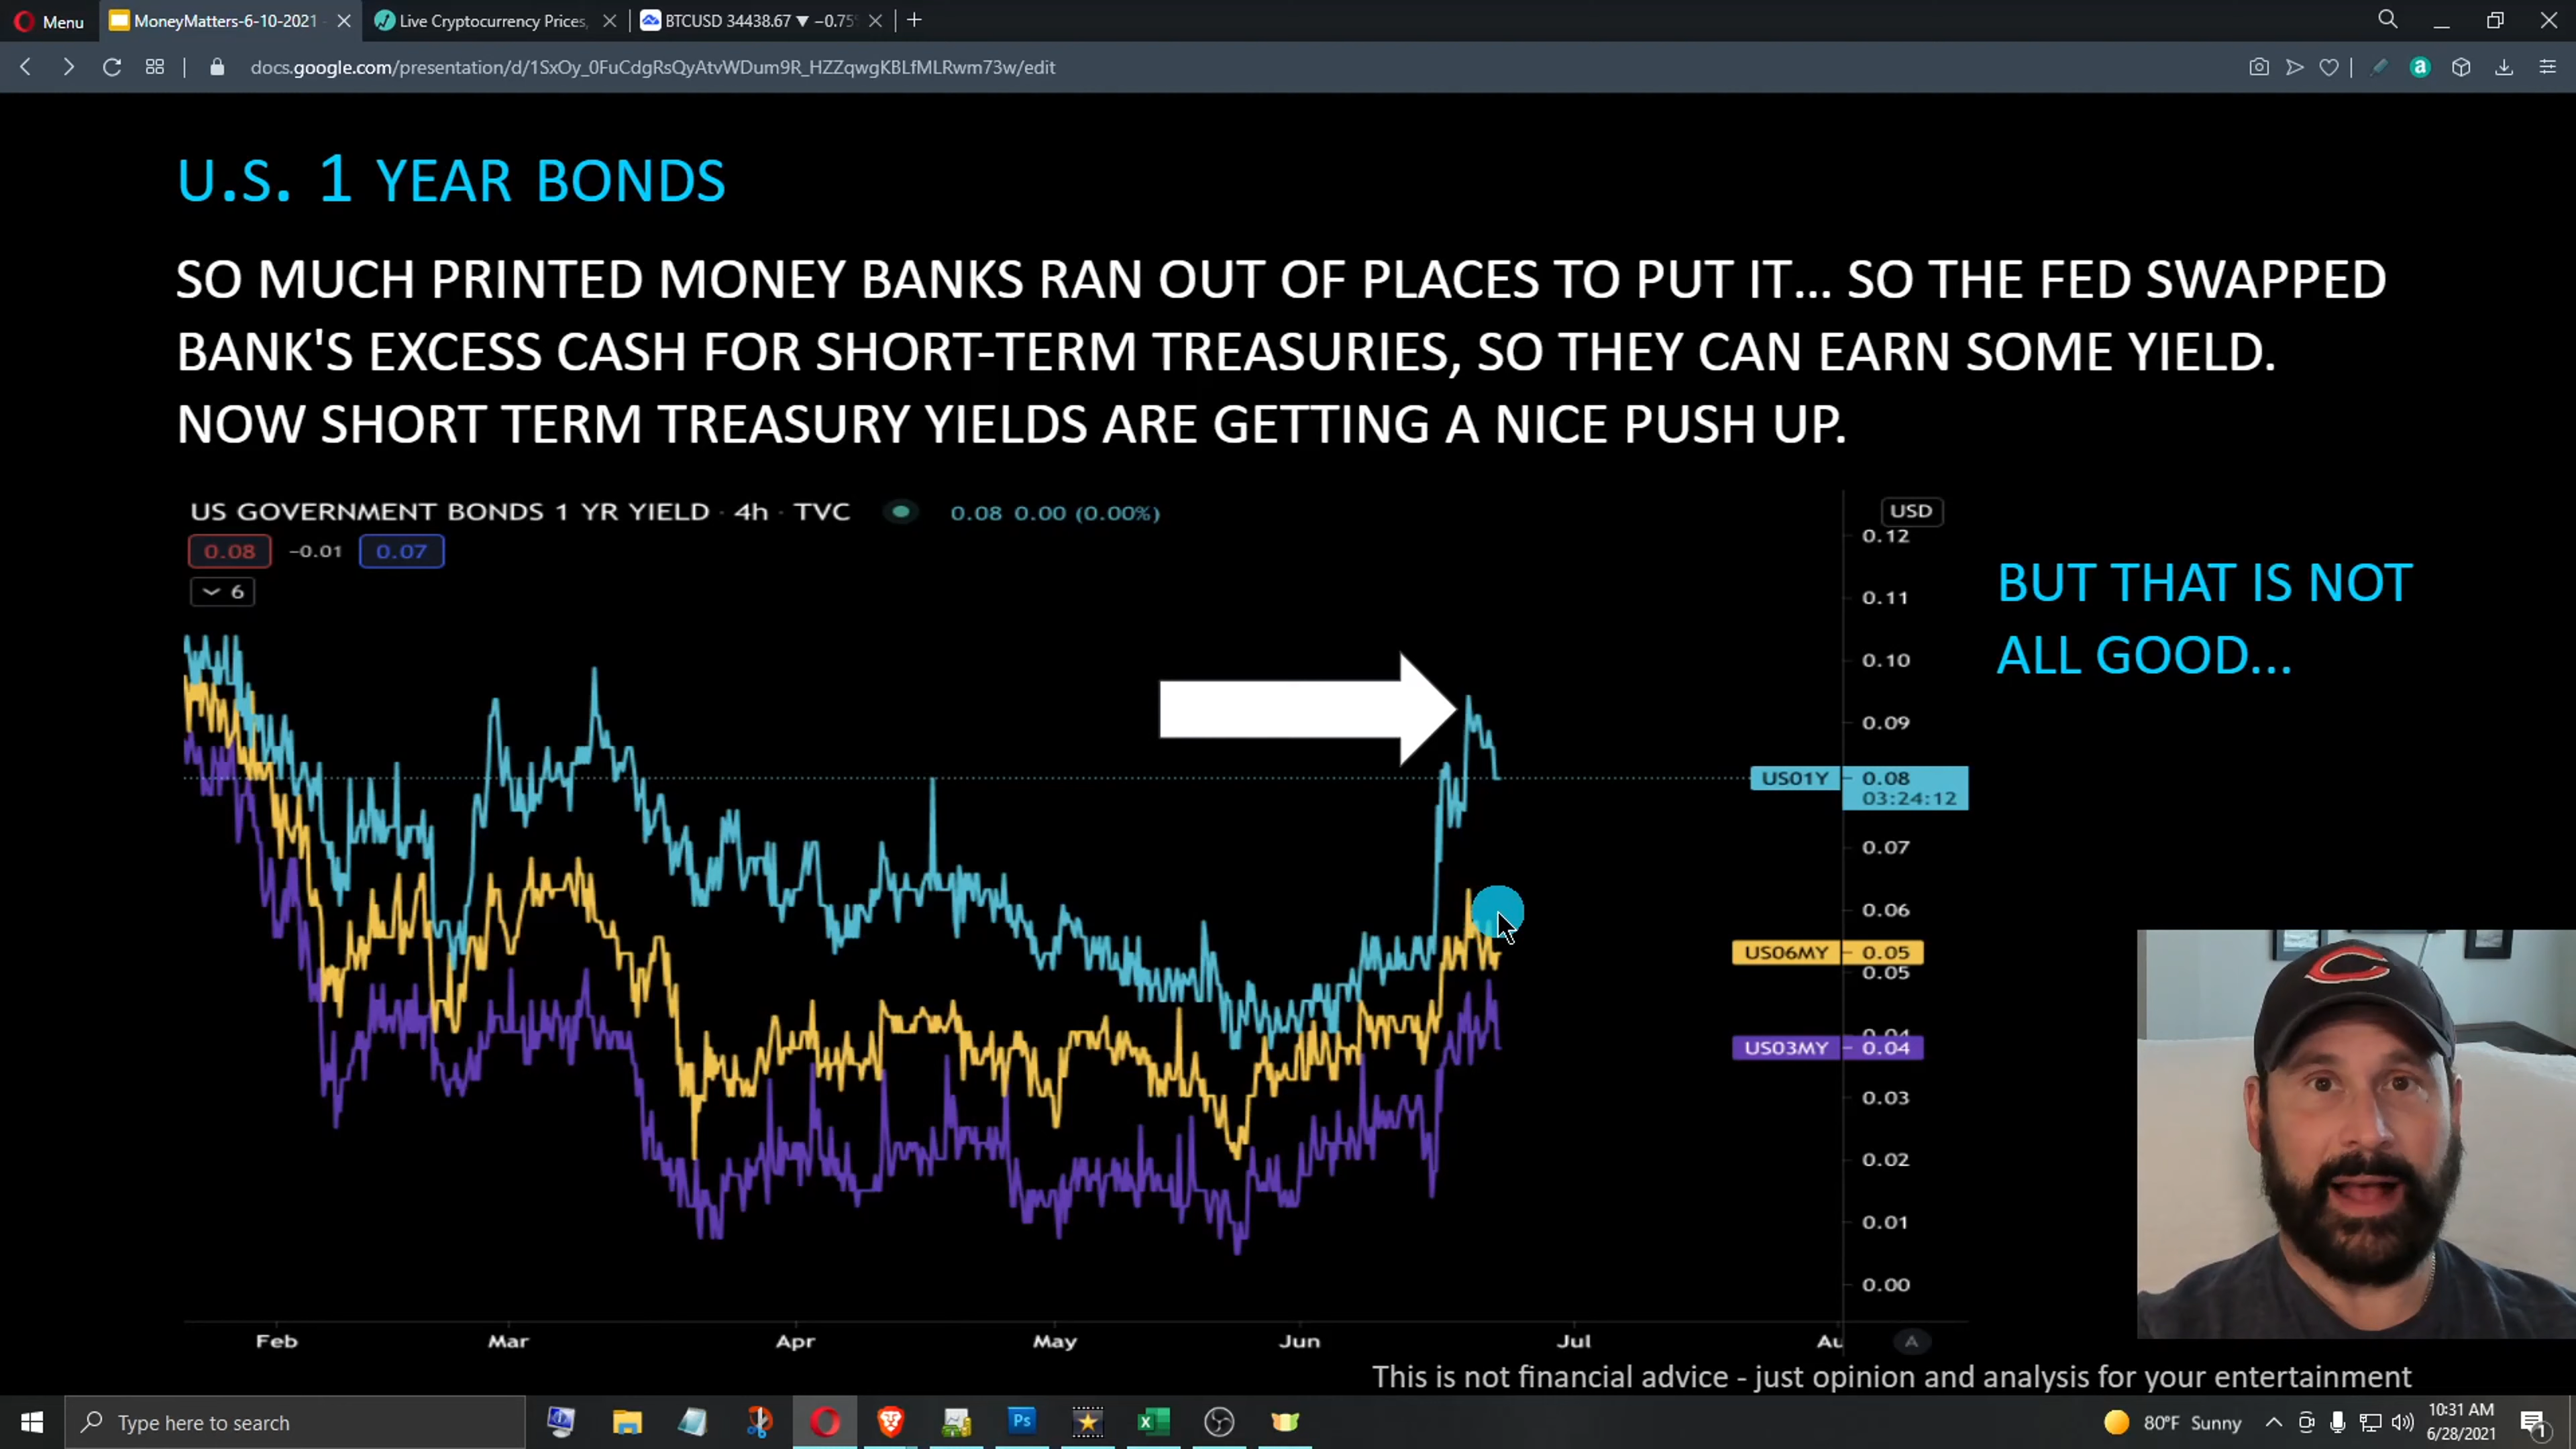 Menu
MoneyMatters-6-10-2021 -
Live Cryptocurrency Prices,
BTCUSD 34438.67 ▼ −0.75%
docs.google.com/presentation/d/1SxOy_0FuCdgRsQyAtvWDum9R_HZZqwgKBLfMLRwm73w/edit
U.S. 1 YEAR BONDS
SO MUCH PRINTED MONEY BANKS RAN OUT OF PLACES TO PUT IT... SO THE FED SWAPPED
BANK'S EXCESS CASH FOR SHORT-TERM TREASURIES, SO THEY CAN EARN SOME YIELD.
NOW SHORT TERM TREASURY YIELDS ARE GETTING A NICE PUSH UP.
US GOVERNMENT BONDS 1 YR YIELD · 4h · TVC 0.08 0.00 (0.00%)
0.08 −0.01 0.07
6
USD
0.12
0.11
0.10
0.09
US01Y 0.08
03:24:12
0.07
0.06
US06MY 0.05
0.05
0.04
US03MY 0.04
0.03
0.02
0.01
0.00
BUT THAT IS NOT
ALL GOOD...
Feb Mar Apr May Jun Jul Au A
This is not financial advice - just opinion and analysis for your entertainment
Type here to search
Ps
80°F Sunny
10:31 AM
6/28/2021
1